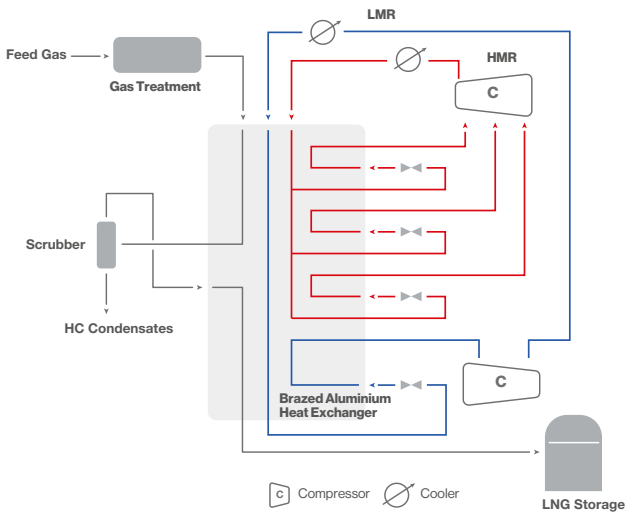 LMR
Feed Gas
Gas Treatment
HMR
C
Scrubber
HC Condensates
C
Brazed Aluminium
Heat Exchanger
C Compressor
Cooler
LNG Storage